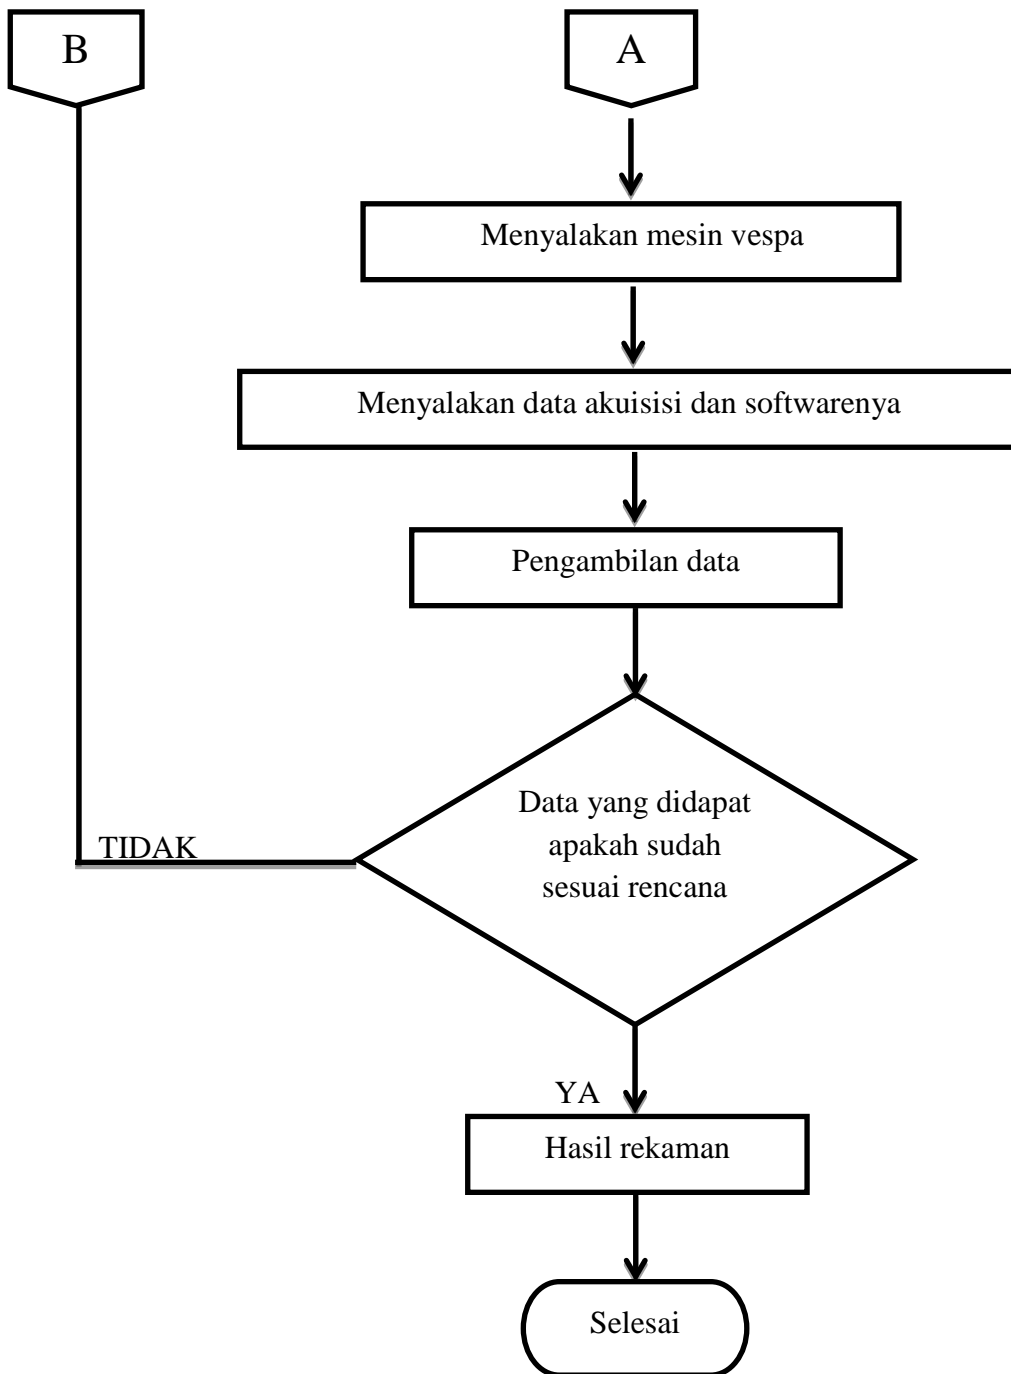 B
A
Menyalakan mesin vespa
Menyalakan data akuisisi dan softwarenya
Pengambilan data
Data yang didapat
apakah sudah
sesuai rencana
TIDAK
YA
Hasil rekaman
Selesai